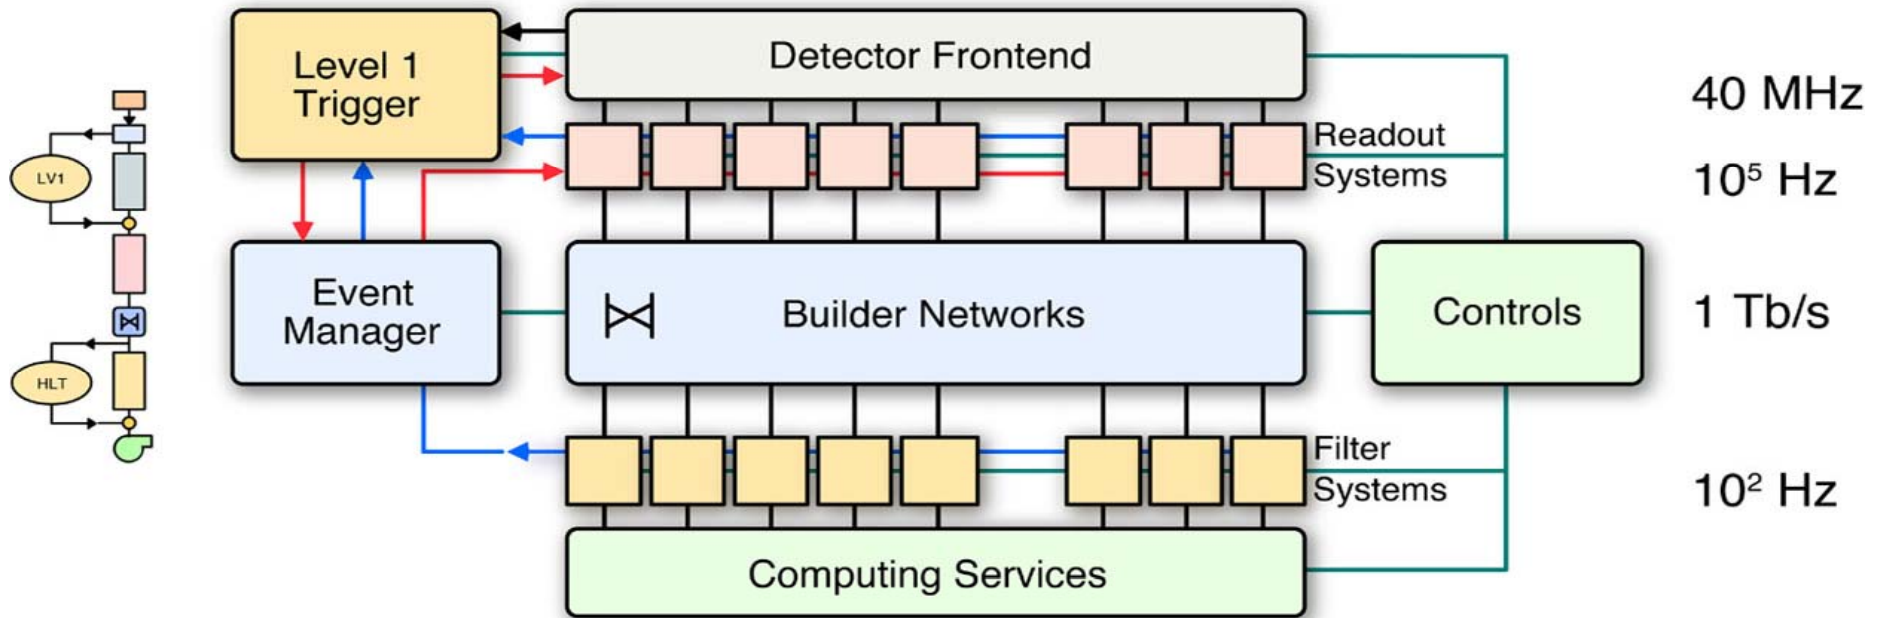 Level 1
Trigger
Detector Frontend
40 MHz
Readout
Systems
10⁵ Hz
LV1
Event
Manager
Builder Networks
Controls
1 Tb/s
HLT
Filter
Systems
10² Hz
Computing Services